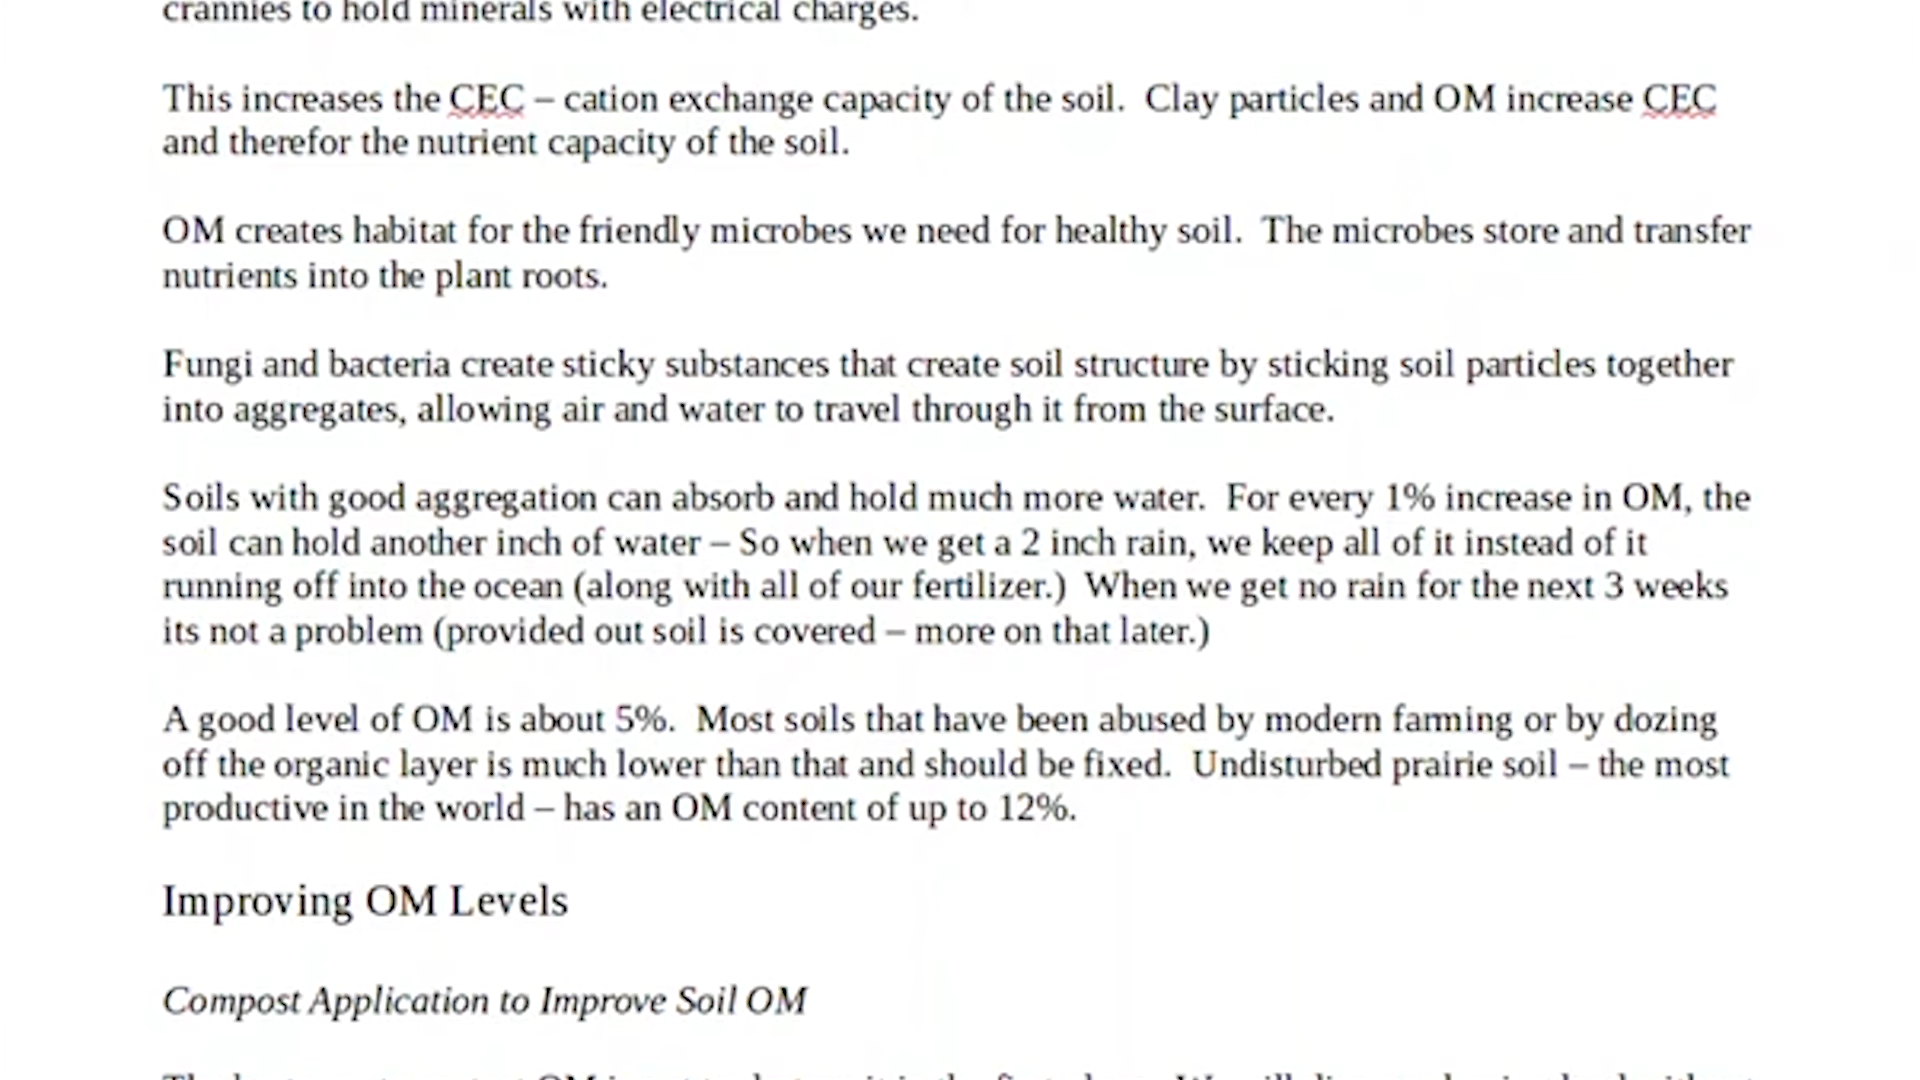 crannies to hold minerals with electrical charges.
This increases the CEC – cation exchange capacity of the soil.  Clay particles and OM increase CEC
and therefor the nutrient capacity of the soil.
OM creates habitat for the friendly microbes we need for healthy soil.  The microbes store and transfer
nutrients into the plant roots.
Fungi and bacteria create sticky substances that create soil structure by sticking soil particles together
into aggregates, allowing air and water to travel through it from the surface.
Soils with good aggregation can absorb and hold much more water.  For every 1% increase in OM, the
soil can hold another inch of water – So when we get a 2 inch rain, we keep all of it instead of it
running off into the ocean (along with all of our fertilizer.)  When we get no rain for the next 3 weeks
its not a problem (provided out soil is covered – more on that later.)
A good level of OM is about 5%.  Most soils that have been abused by modern farming or by dozing
off the organic layer is much lower than that and should be fixed.  Undisturbed prairie soil – the most
productive in the world – has an OM content of up to 12%.
Improving OM Levels
Compost Application to Improve Soil OM